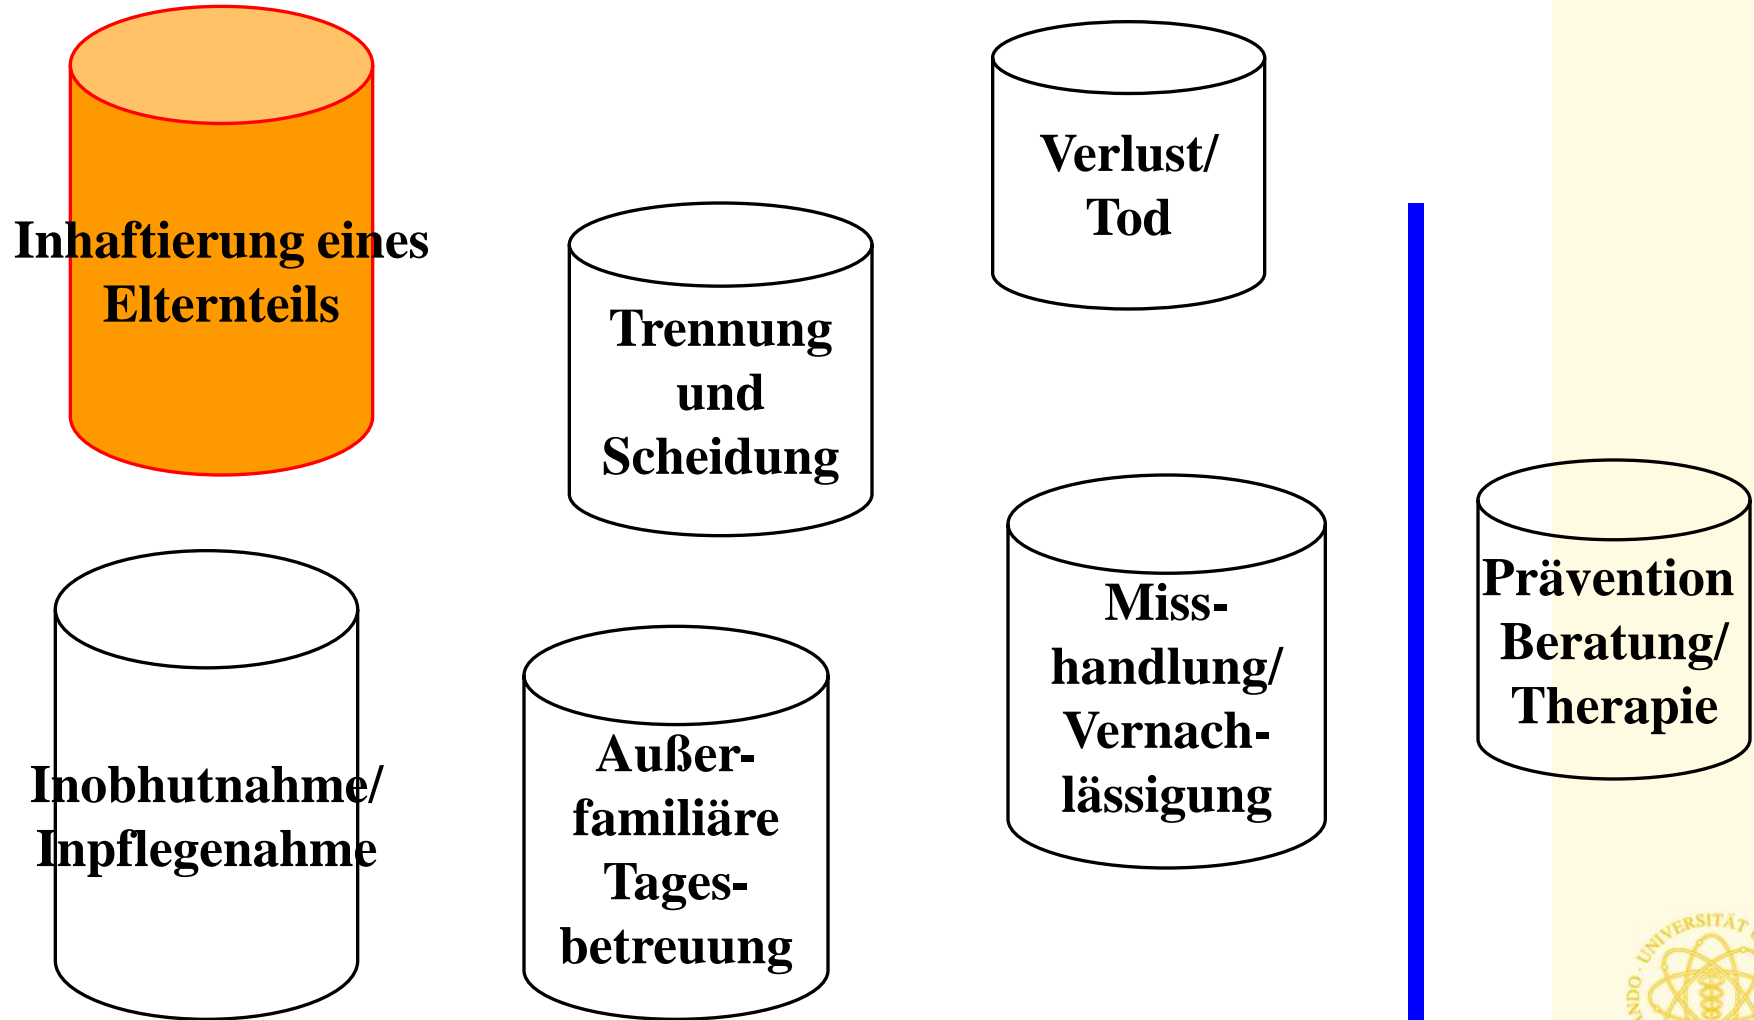 Inhaftierung eines
Elternteils
Trennung
und
Scheidung
Verlust/
Tod
Inobhutnahme/
Inpflegenahme
Außer-
familiäre
Tages-
betreuung
Miss-
handlung/
Vernach-
lässigung
Prävention
Beratung/
Therapie
UNIVERSITÄT